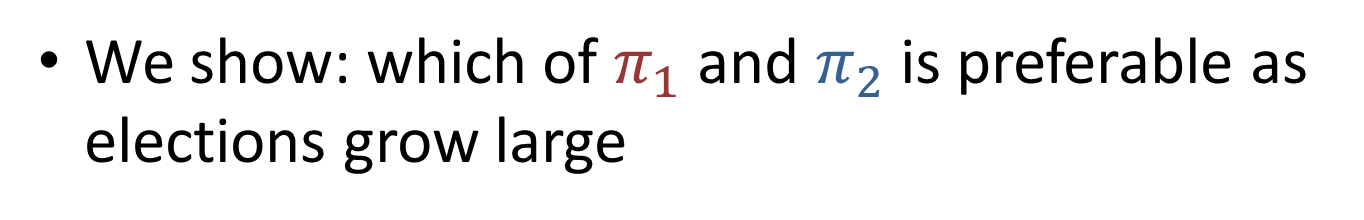 • We show: which of π₁ and π₂ is preferable as
elections grow large